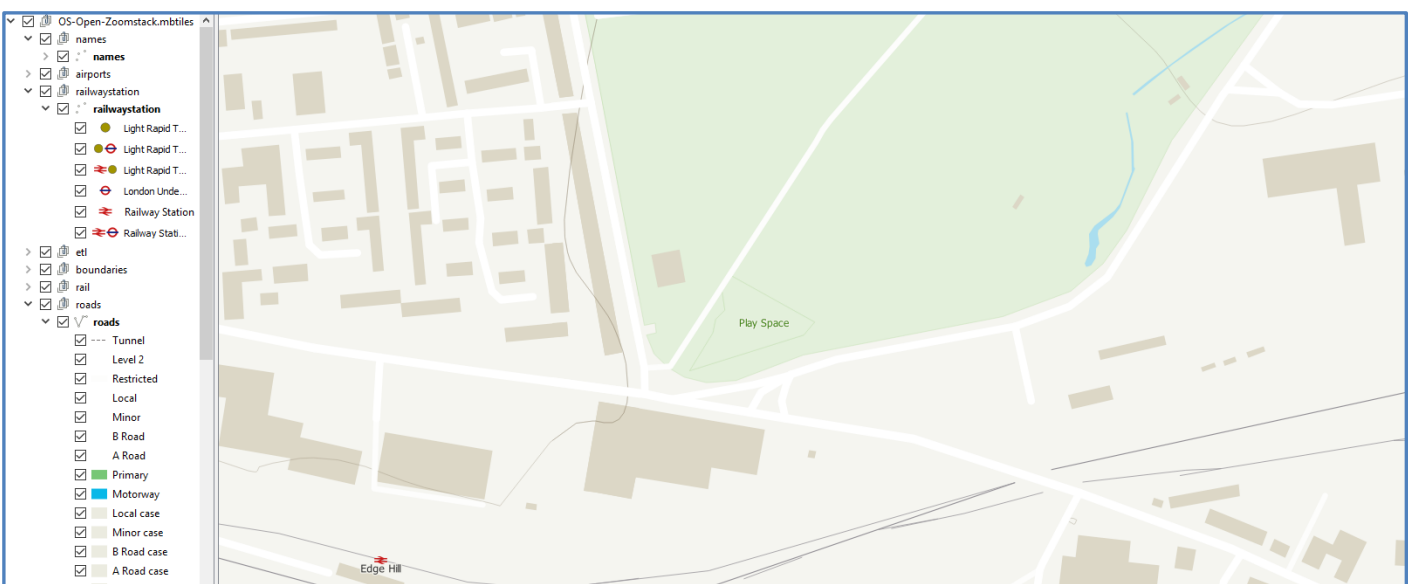 OS-Open-Zoomstack.mbtiles
names
names
airports
railwaystation
railwaystation
Light Rapid T...
Light Rapid T...
Light Rapid T...
London Unde...
Railway Station
Railway Stati...
etl
boundaries
rail
roads
roads
Tunnel
Level 2
Restricted
Local
Minor
B Road
A Road
Primary
Motorway
Local case
Minor case
B Road case
A Road case
Play Space
Edge Hill